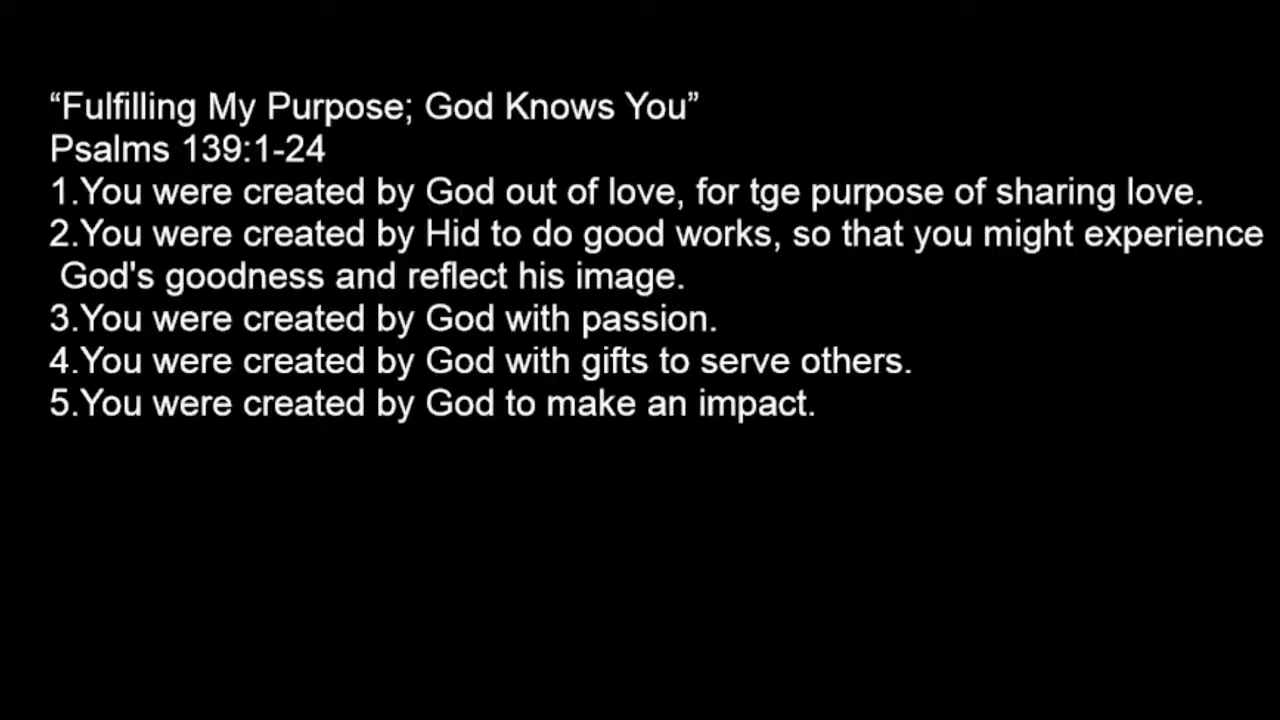 “Fulfilling My Purpose; God Knows You”
Psalms 139:1-24
1.You were created by God out of love, for tge purpose of sharing love.
2.You were created by Hid to do good works, so that you might experience
God's goodness and reflect his image.
3.You were created by God with passion.
4.You were created by God with gifts to serve others.
5.You were created by God to make an impact.